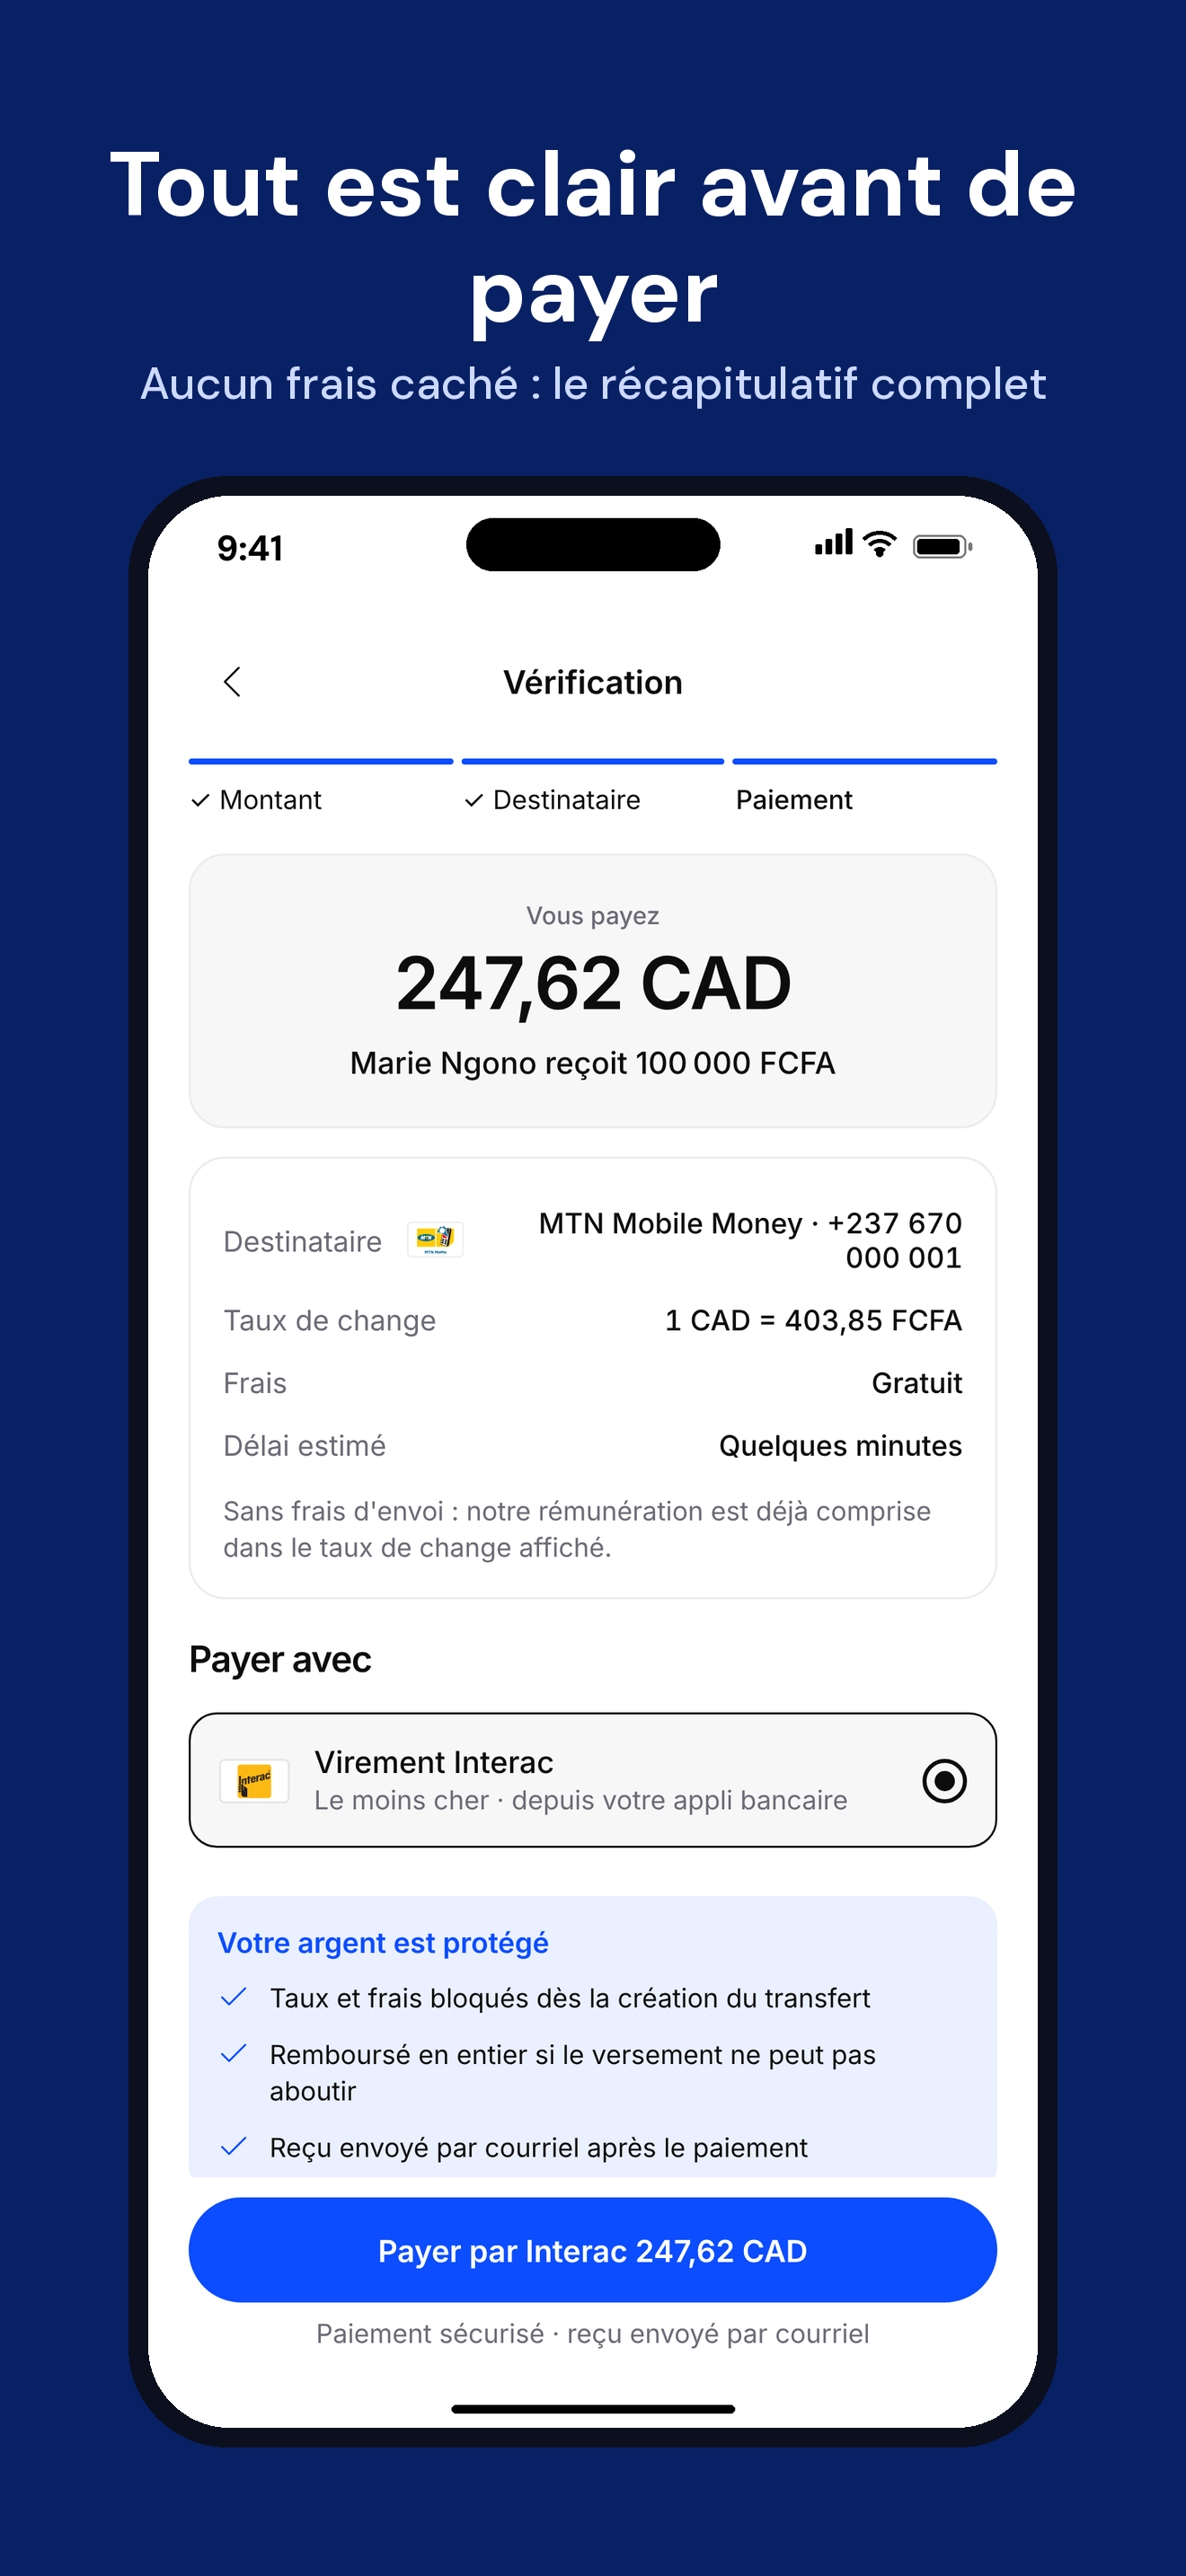 Tout est clair avant de
payer
Aucun frais caché : le récapitulatif complet
9:41
Vérification
Montant
Destinataire
Paiement
Vous payez
247,62 CAD
Marie Ngono reçoit 100 000 FCFA
Destinataire
MTN Mobile Money · +237 670
000 001
Taux de change
1 CAD = 403,85 FCFA
Frais
Gratuit
Délai estimé
Quelques minutes
Sans frais d'envoi : notre rémunération est déjà comprise
dans le taux de change affiché.
Payer avec
Interac
Virement Interac
Le moins cher · depuis votre appli bancaire
Votre argent est protégé
Taux et frais bloqués dès la création du transfert
Remboursé en entier si le versement ne peut pas
aboutir
Reçu envoyé par courriel après le paiement
Payer par Interac 247,62 CAD
Paiement sécurisé · reçu envoyé par courriel